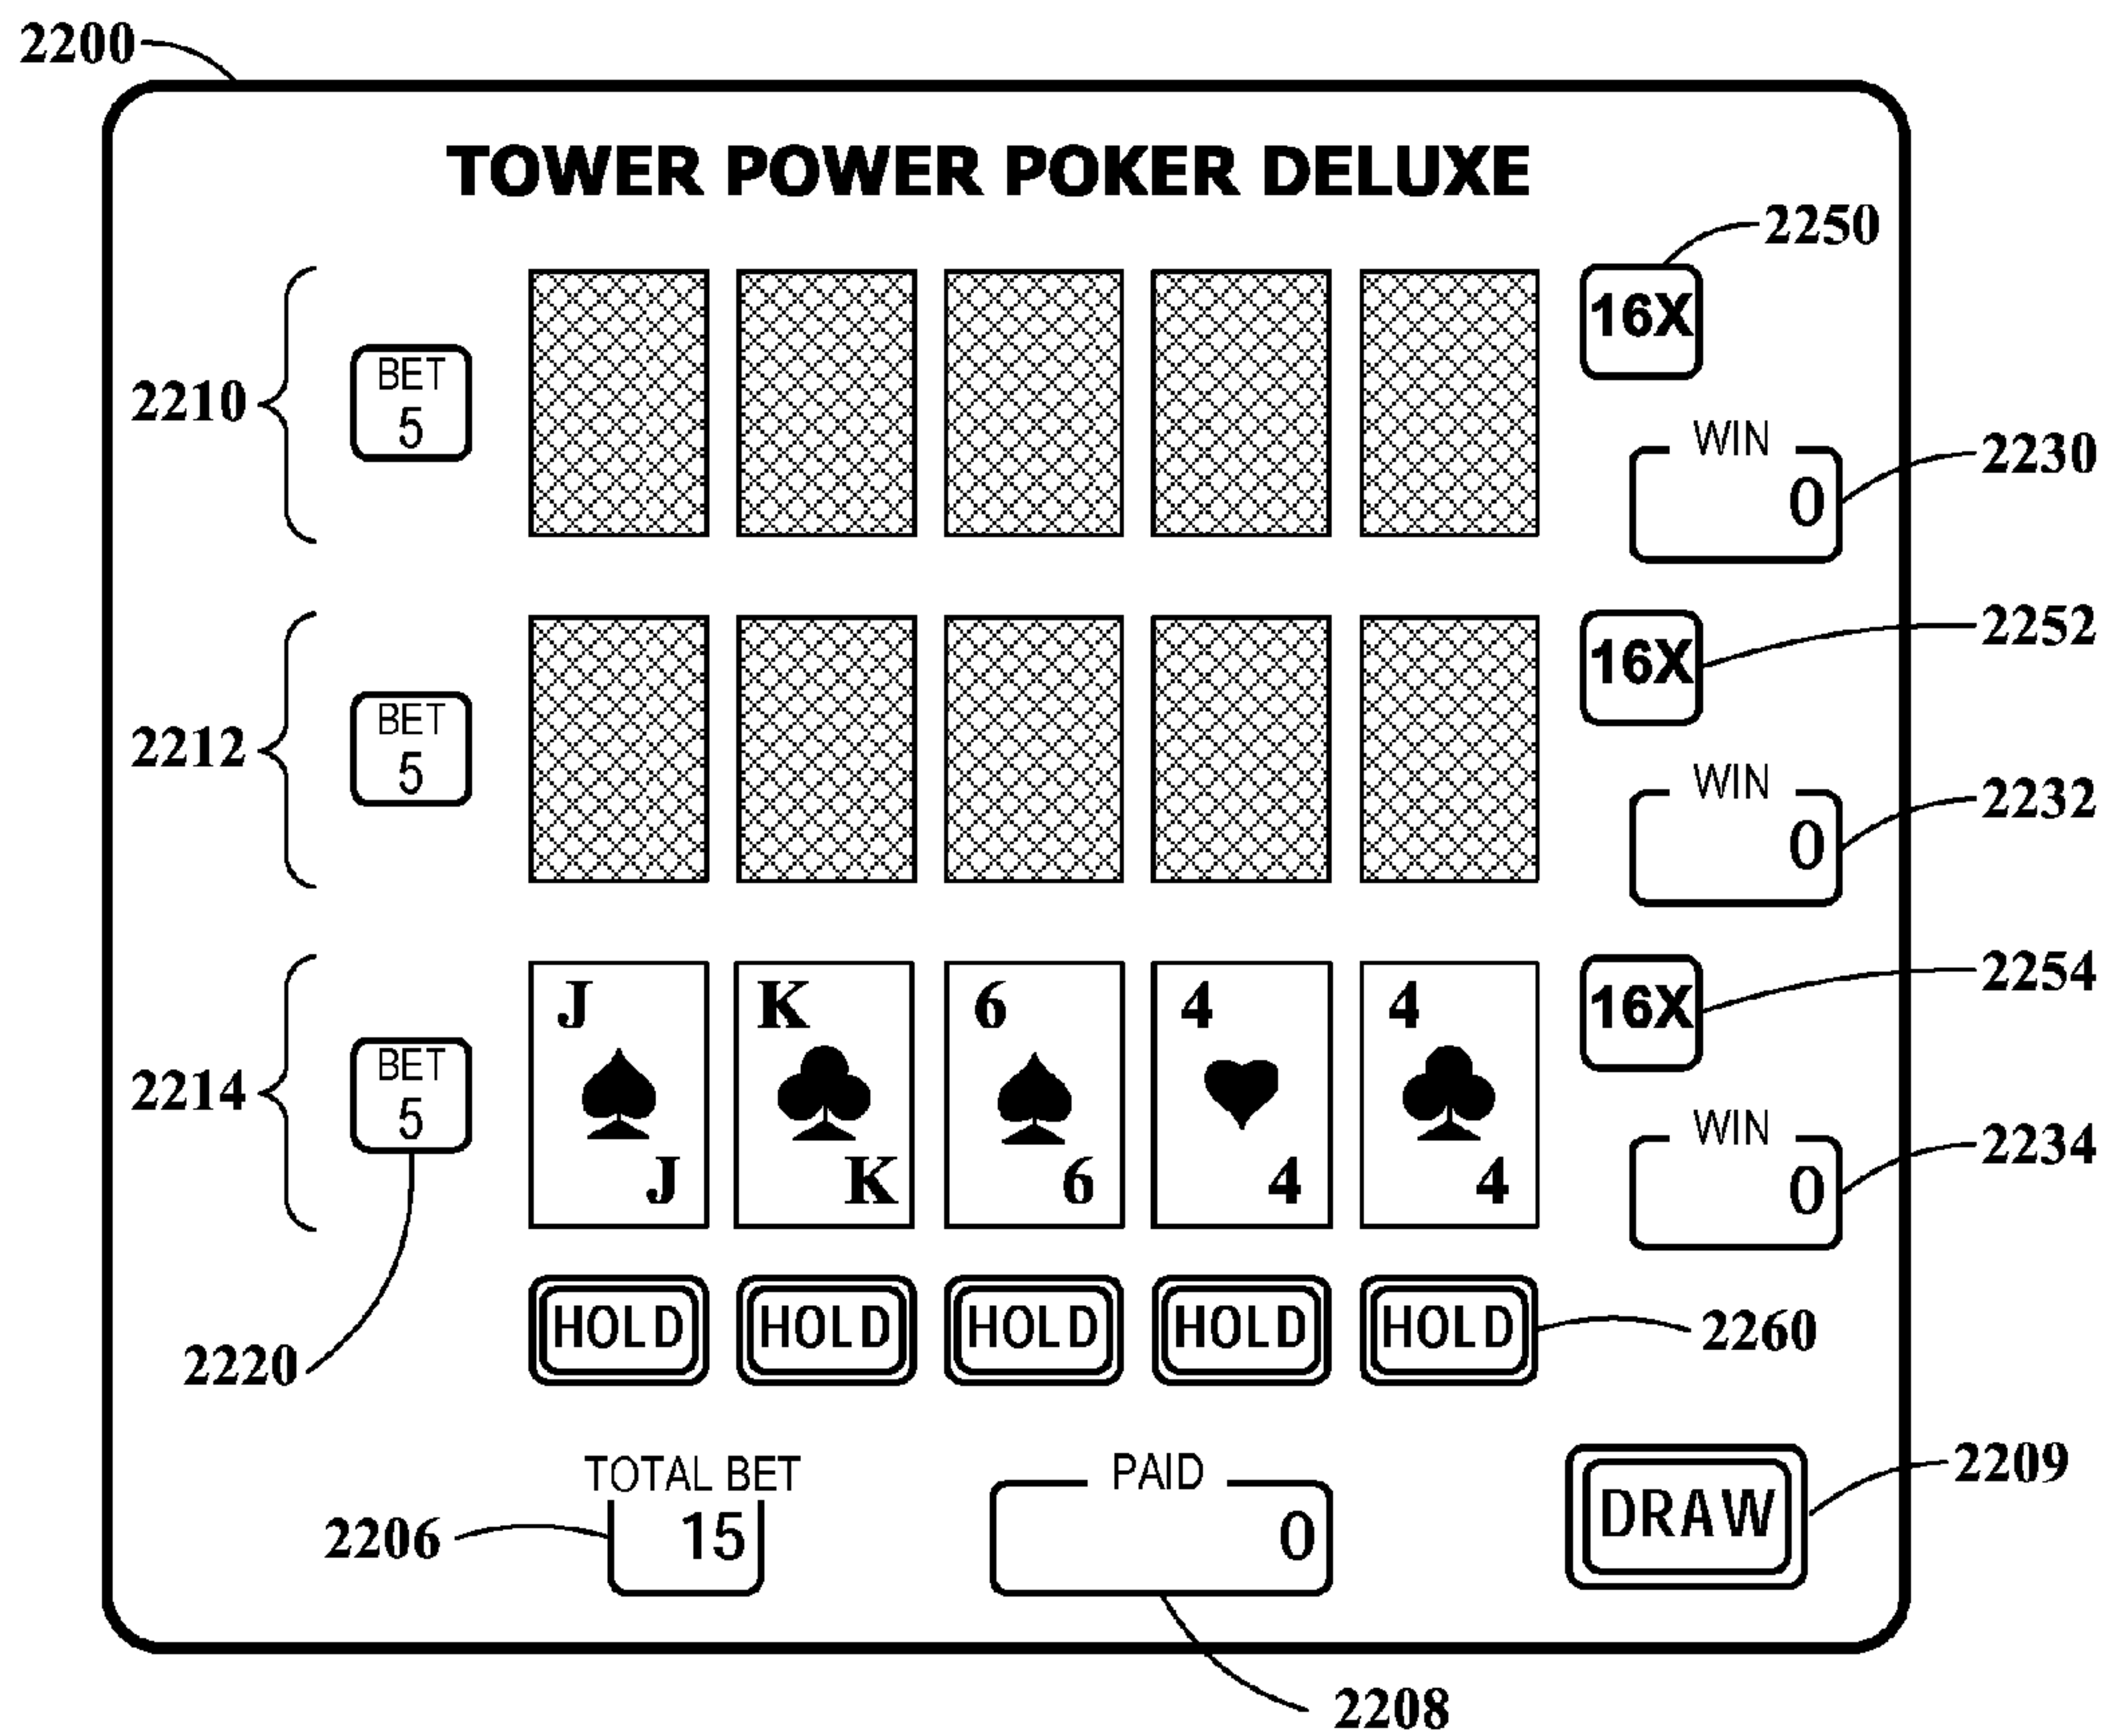 2200
TOWER POWER POKER DELUXE
2250
16X
BET
5
2210
WIN
0
2230
16X
2252
BET
5
2212
WIN
0
2232
J K 6 4 4
16X
2254
BET
5
2214
WIN
0
2234
J K 6 4 4
HOLD HOLD HOLD HOLD HOLD
2260
2220
TOTAL BET
15
2206
PAID
0
DRAW
2209
2208